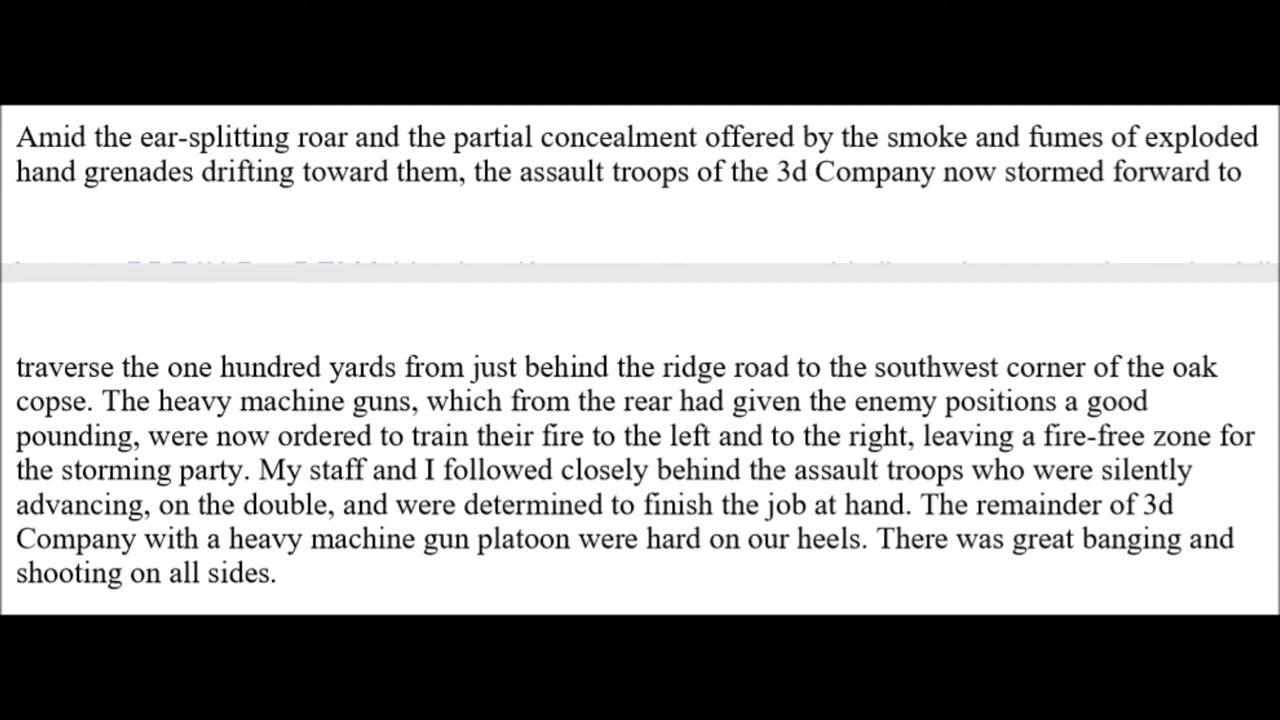 Amid the ear-splitting roar and the partial concealment offered by the smoke and fumes of exploded
hand grenades drifting toward them, the assault troops of the 3d Company now stormed forward to
traverse the one hundred yards from just behind the ridge road to the southwest corner of the oak
copse. The heavy machine guns, which from the rear had given the enemy positions a good
pounding, were now ordered to train their fire to the left and to the right, leaving a fire-free zone for
the storming party. My staff and I followed closely behind the assault troops who were silently
advancing, on the double, and were determined to finish the job at hand. The remainder of 3d
Company with a heavy machine gun platoon were hard on our heels. There was great banging and
shooting on all sides.